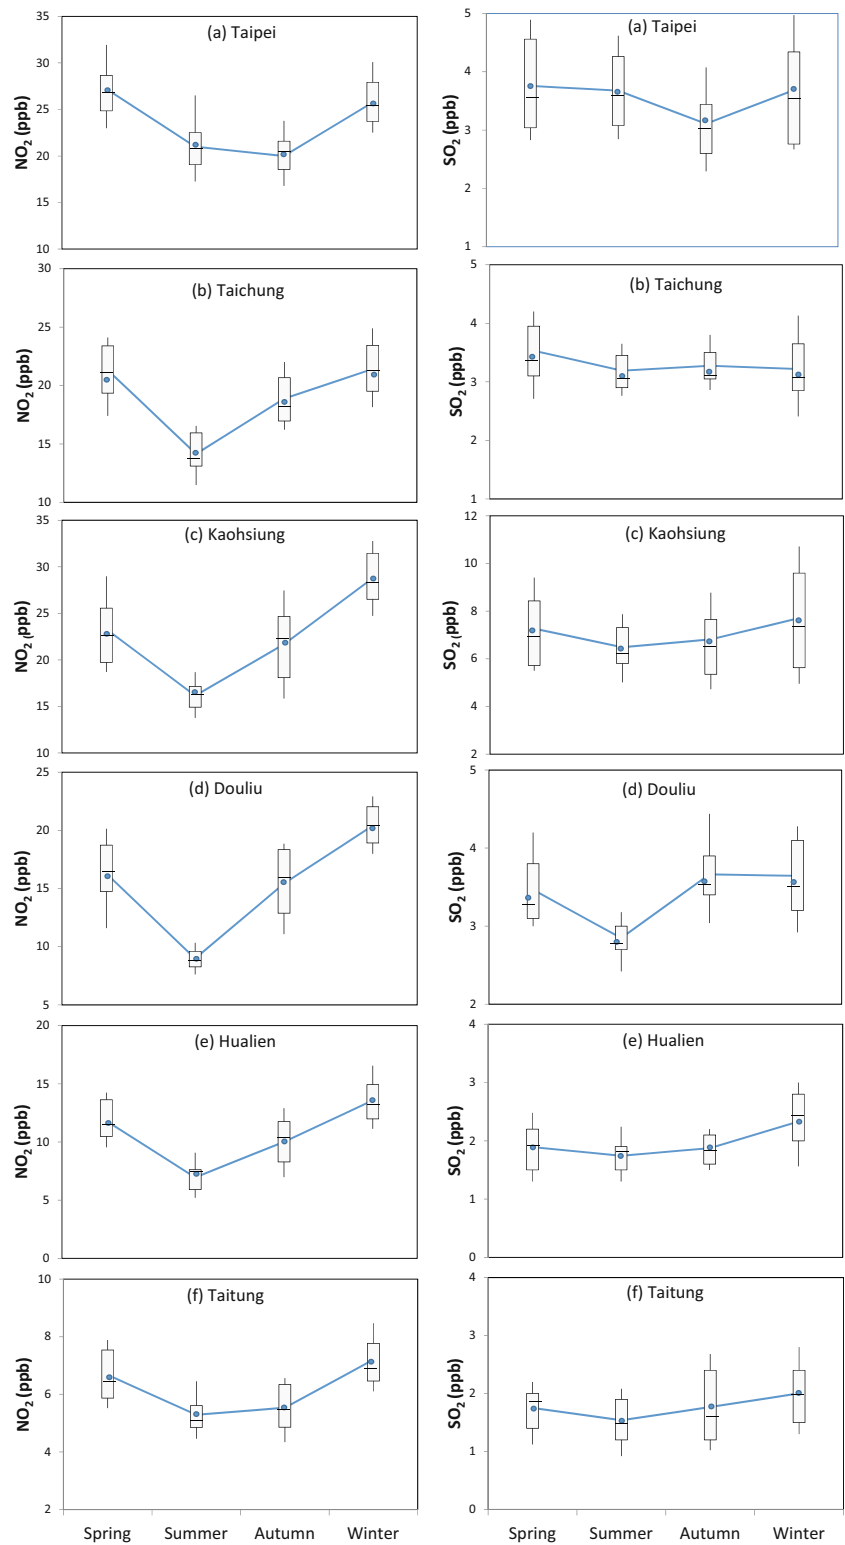 (a) Taipei
NO2 (ppb)
35
30
25
20
15
10
(a) Taipei
SO2 (ppb)
5
4
3
2
1
(b) Taichung
NO2 (ppb)
30
25
20
15
10
(b) Taichung
SO2 (ppb)
5
4
3
2
1
(c) Kaohsiung
NO2 (ppb)
35
30
25
20
15
10
(c) Kaohsiung
SO2 (ppb)
12
10
8
6
4
2
(d) Douliu
NO2 (ppb)
25
20
15
10
5
(d) Douliu
SO2 (ppb)
5
4
3
2
(e) Hualien
NO2 (ppb)
20
15
10
5
0
(e) Hualien
SO2 (ppb)
4
3
2
1
0
(f) Taitung
NO2 (ppb)
10
8
6
4
2
Spring Summer Autumn Winter
(f) Taitung
SO2 (ppb)
4
3
2
1
0
Spring Summer Autumn Winter